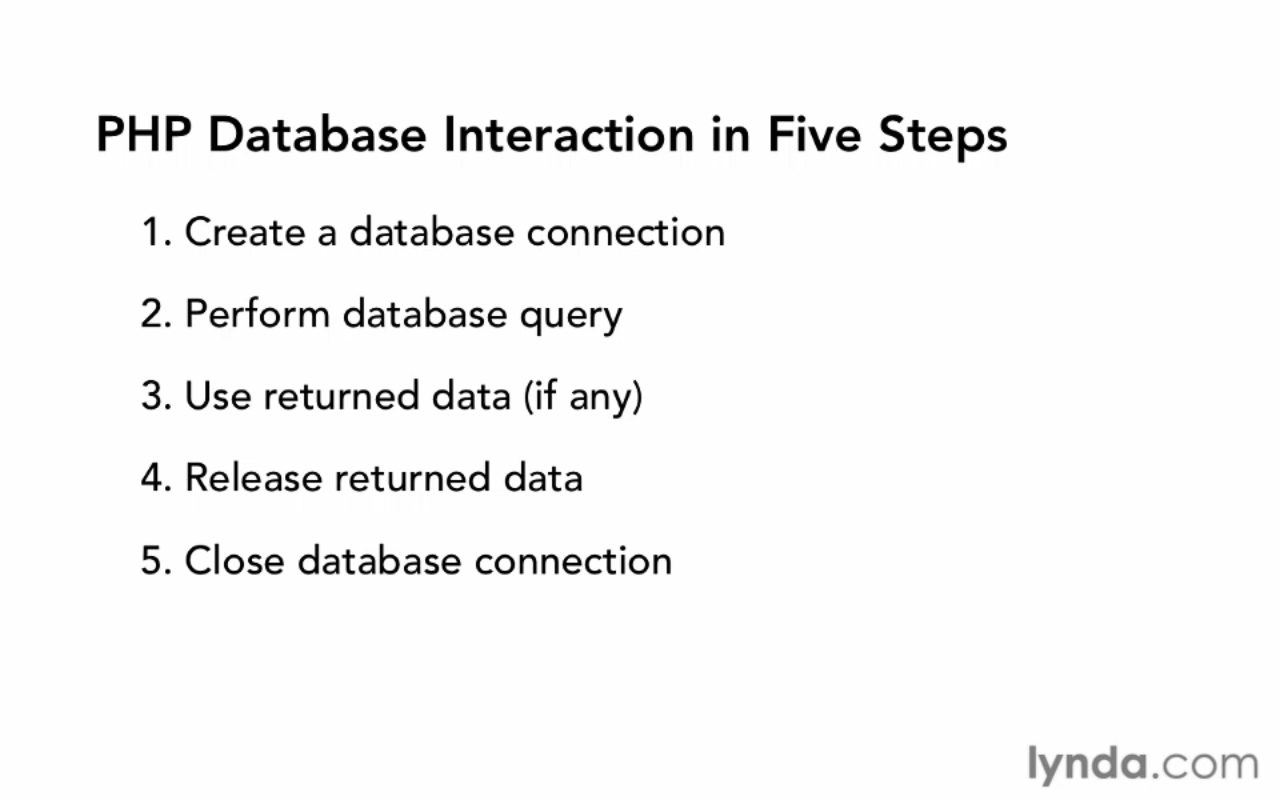 PHP Database Interaction in Five Steps
1. Create a database connection
2. Perform database query
3. Use returned data (if any)
4. Release returned data
5. Close database connection
lynda.com